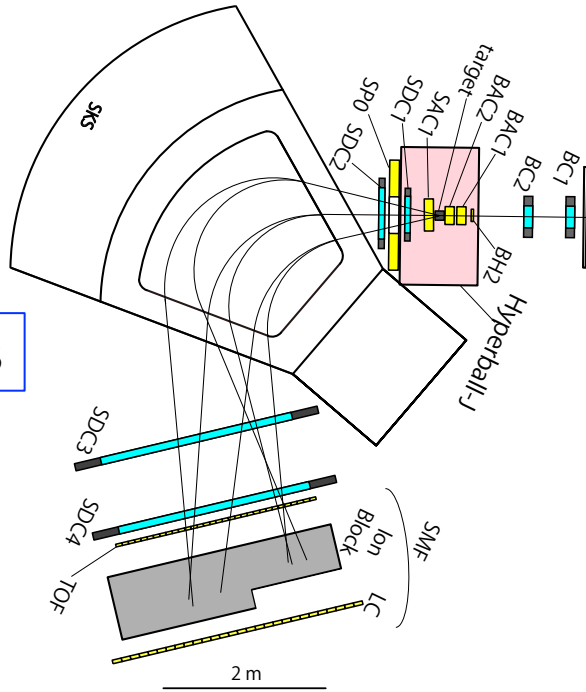 SKS
SP0
SDC2
SDC1
SAC1
target
BAC2
BAC1
BC2
BC1
BH2
Hyperball-J
SDC3
SDC4
TOF
Ion
Block
SMF
LC
2 m